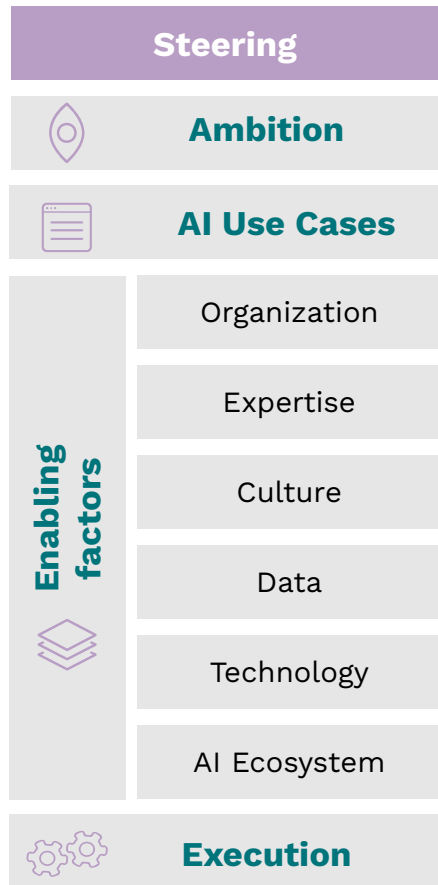 Steering
Ambition
AI Use Cases
Enabling
factors
Organization
Expertise
Culture
Data
Technology
AI Ecosystem
Execution